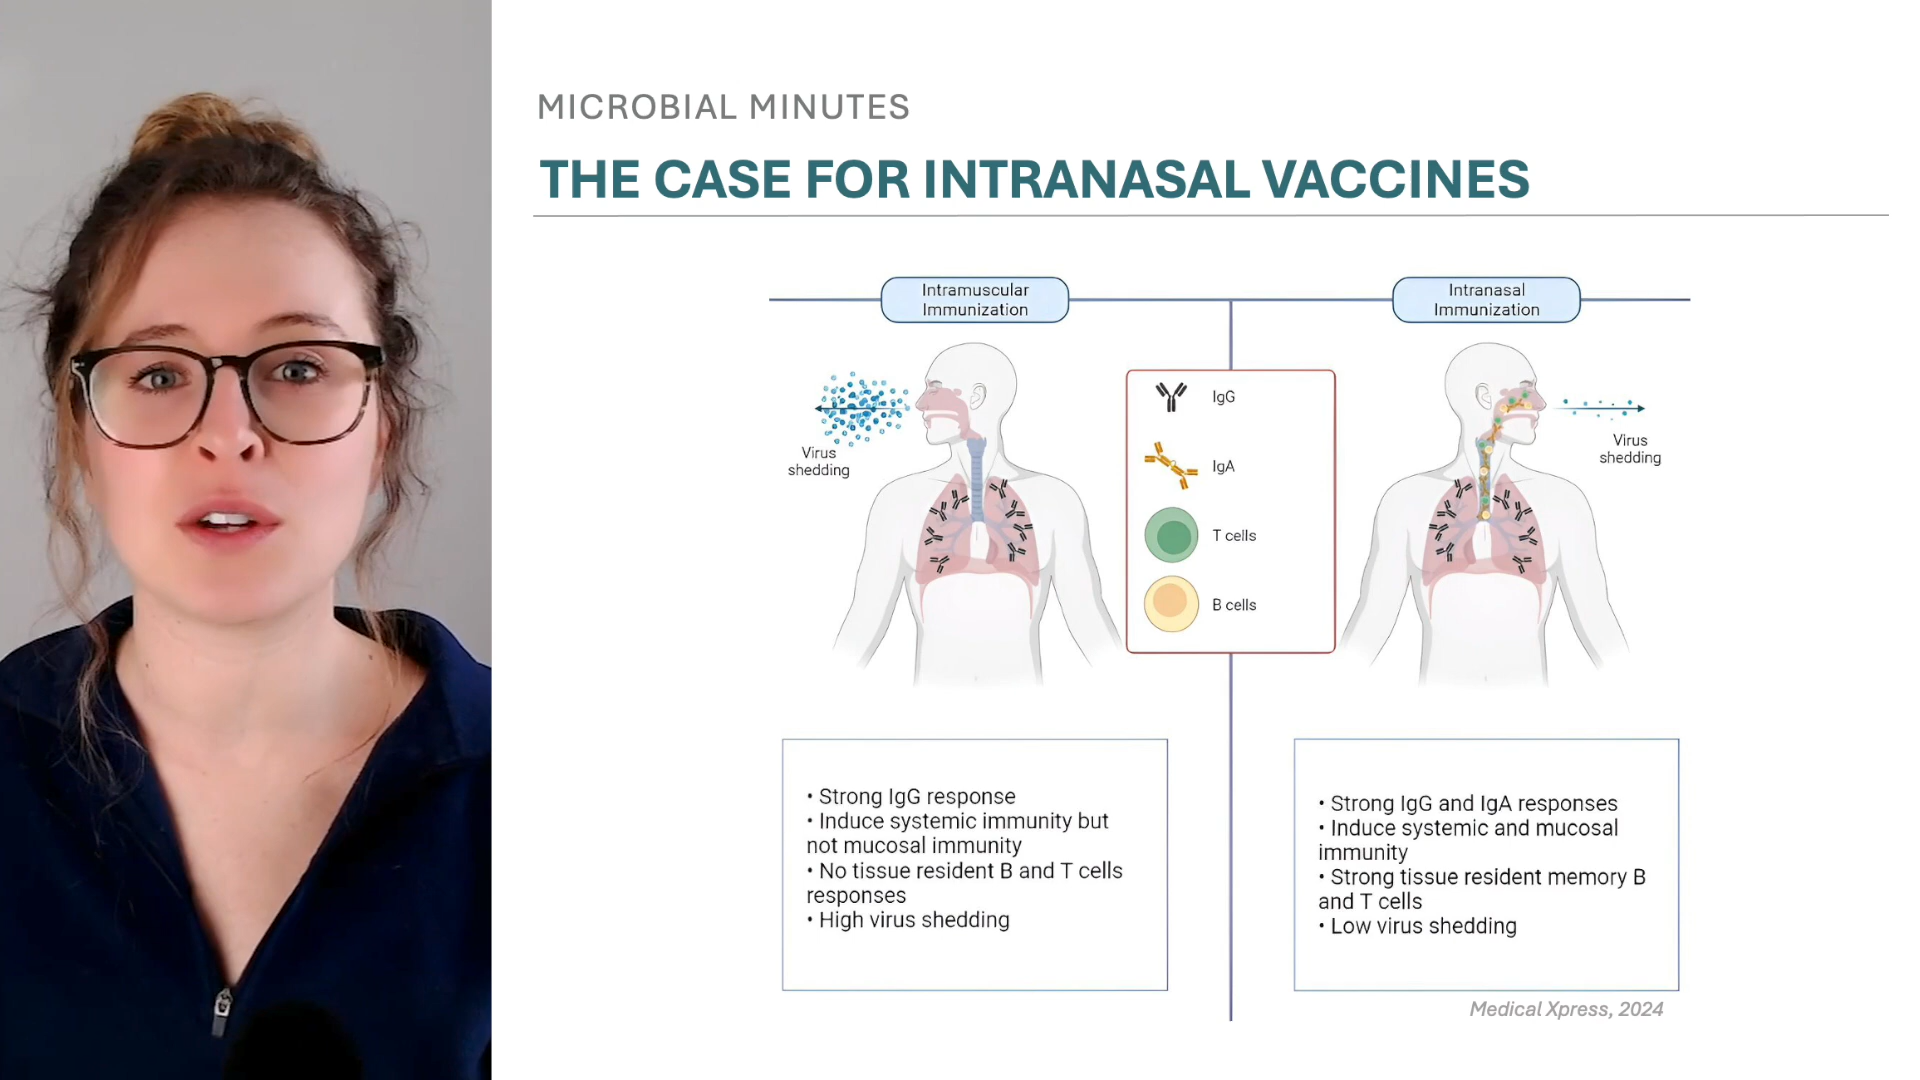 MICROBIAL MINUTES
THE CASE FOR INTRANASAL VACCINES
Intramuscular
Immunization
Intranasal
Immunization
Virus
shedding
IgG
IgA
T cells
B cells
Virus
shedding
• Strong IgG response
• Induce systemic immunity but
not mucosal immunity
• No tissue resident B and T cells
responses
• High virus shedding
• Strong IgG and IgA responses
• Induce systemic and mucosal
immunity
• Strong tissue resident memory B
and T cells
• Low virus shedding
Medical Xpress, 2024